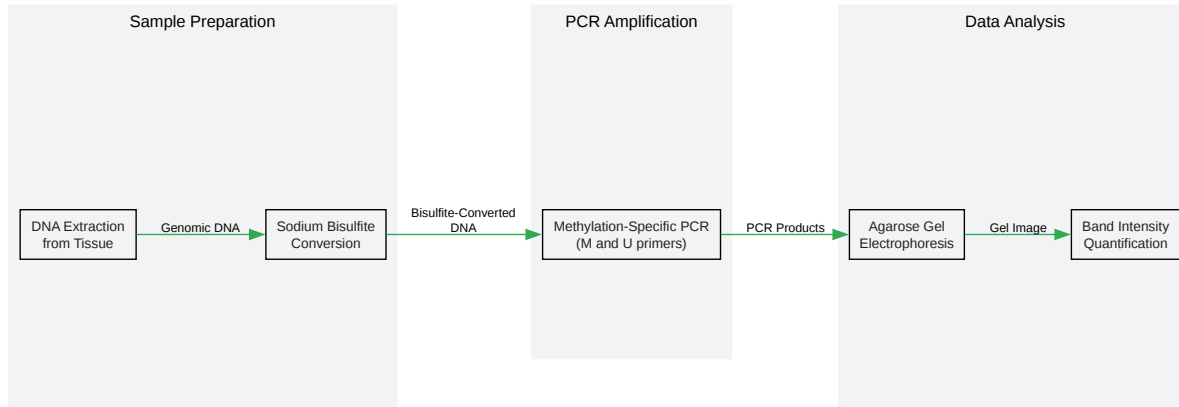 Sample Preparation
PCR Amplification
Data Analysis
DNA Extraction
from Tissue
Genomic DNA
Sodium Bisulfite
Conversion
Bisulfite-Converted
DNA
Methylation-Specific PCR
(M and U primers)
PCR Products
Agarose Gel
Electrophoresis
Gel Image
Band Intensity
Quantification